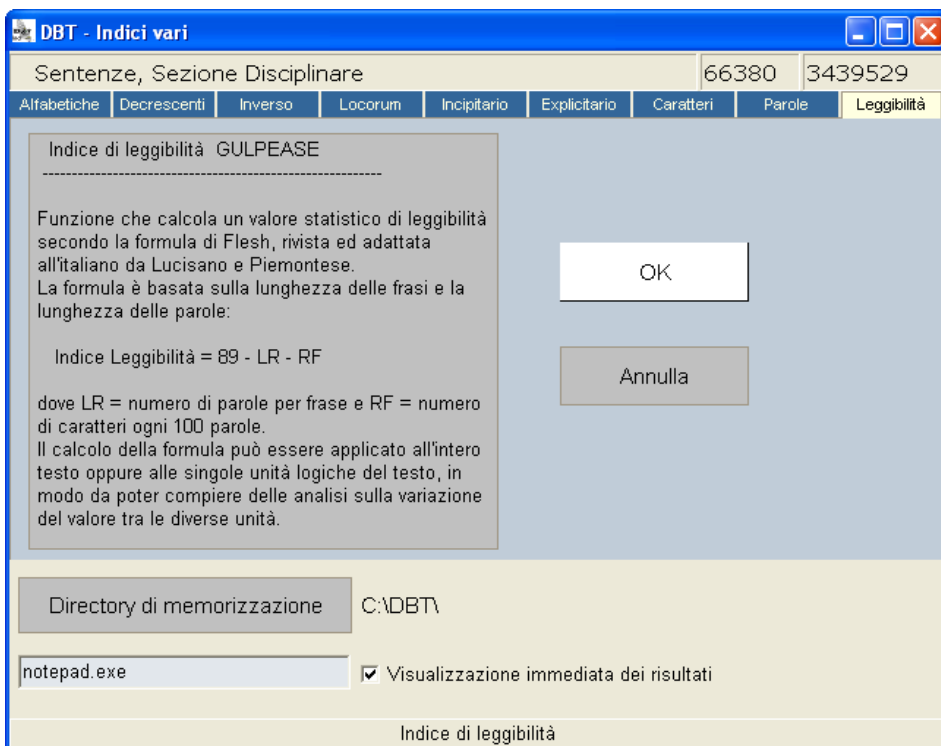 DBT - Indici vari
Sentenze, Sezione Disciplinare 66380 3439529
Alfabetiche Decrescenti Inverso Locorum Incipitario Explicitario Caratteri Parole Leggibilità
Indice di leggibilità GULPEASE
----------------------------------------------------------
Funzione che calcola un valore statistico di leggibilità
secondo la formula di Flesh, rivista ed adattata
all'italiano da Lucisano e Piemontese.
La formula è basata sulla lunghezza delle frasi e la
lunghezza delle parole:
Indice Leggibilità = 89 - LR - RF
dove LR = numero di parole per frase e RF = numero
di caratteri ogni 100 parole.
Il calcolo della formula può essere applicato all'intero
testo oppure alle singole unità logiche del testo, in
modo da poter compiere delle analisi sulla variazione
del valore tra le diverse unità.
OK
Annulla
Directory di memorizzazione C:\DBT\
notepad.exe Visualizzazione immediata dei risultati
Indice di leggibilità